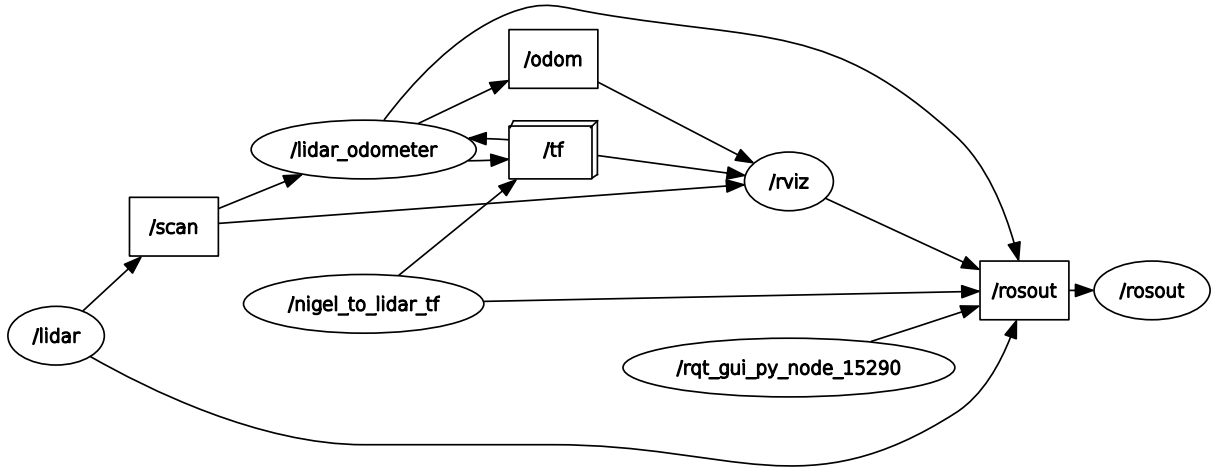 /odom
/lidar_odometer
/tf
/rviz
/scan
/nigel_to_lidar_tf
/rosout
/rosout
/lidar
/rqt_gui_py_node_15290